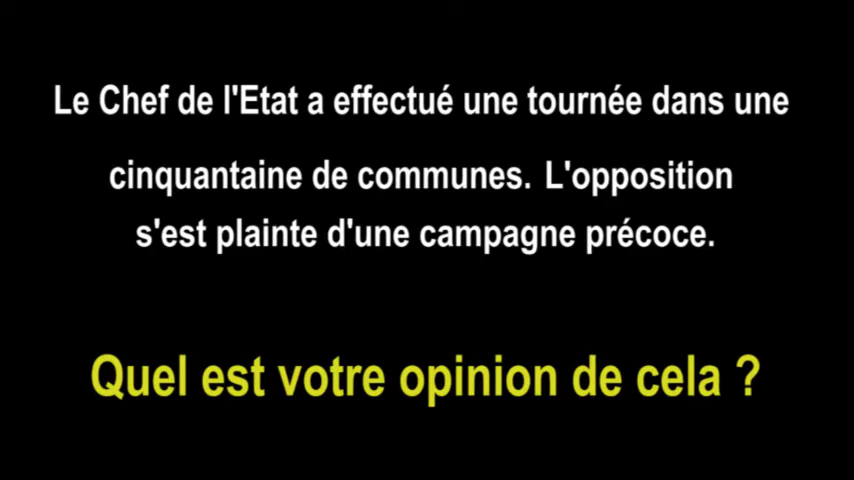 Le Chef de l'Etat a effectué une tournée dans une
cinquantaine de communes. L'opposition
s'est plainte d'une campagne précoce.
Quel est votre opinion de cela ?